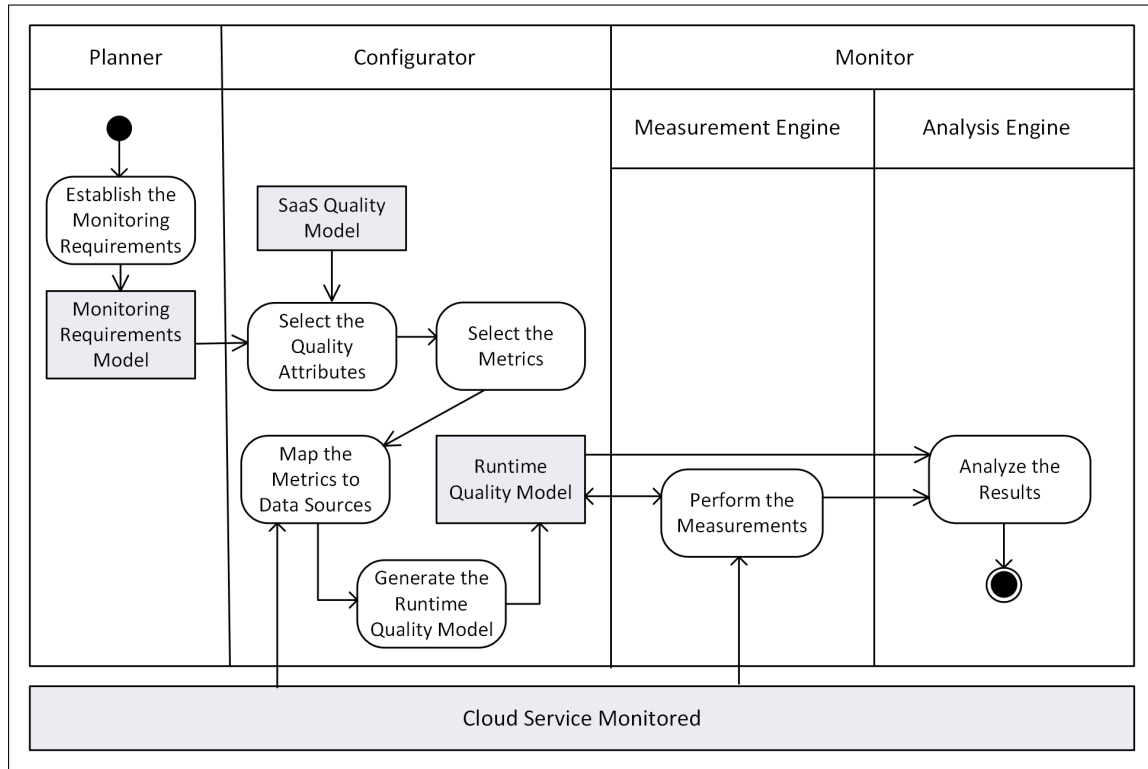 Planner
Configurator
Monitor
Measurement Engine
Analysis Engine
Establish the
Monitoring
Requirements
SaaS Quality
Model
Monitoring
Requirements
Model
Select the
Quality
Attributes
Select the
Metrics
Map the
Metrics to
Data Sources
Runtime
Quality Model
Perform the
Measurements
Analyze the
Results
Generate the
Runtime
Quality Model
Cloud Service Monitored